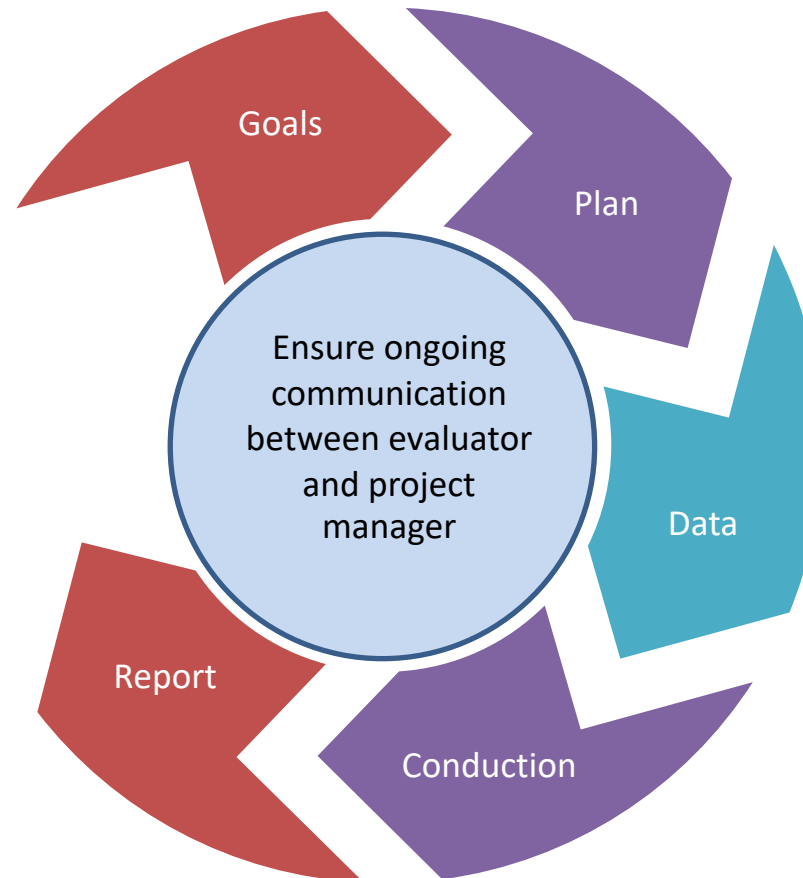 Goals
Plan
Ensure ongoing
communication
between evaluator
and project
manager
Data
Report
Conduction